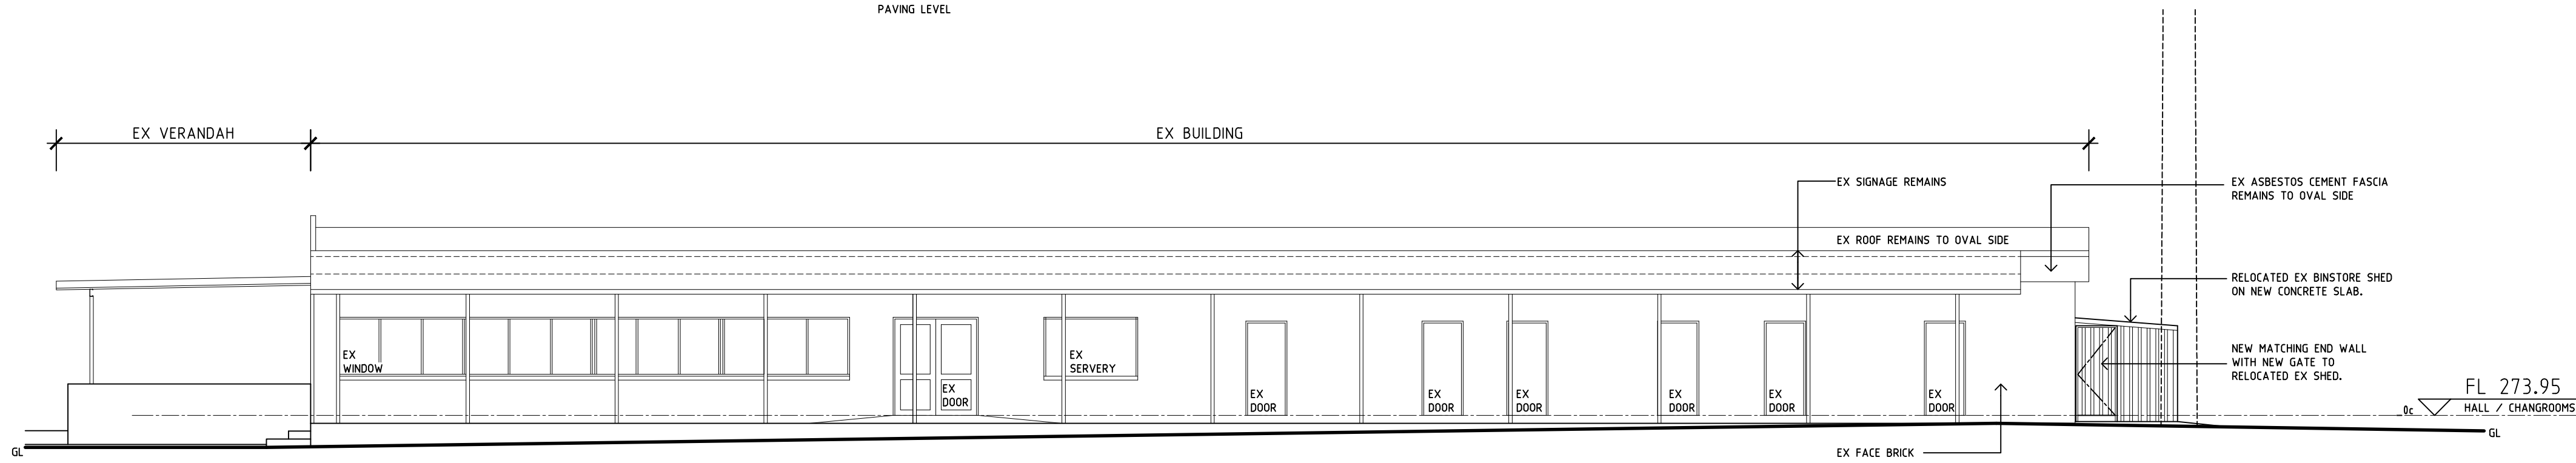 PAVING LEVEL
EX VERANDAH
EX BUILDING
EX SIGNAGE REMAINS
EX ASBESTOS CEMENT FASCIA
REMAINS TO OVAL SIDE
EX ROOF REMAINS TO OVAL SIDE
RELOCATED EX BINSTORE SHED
ON NEW CONCRETE SLAB.
NEW MATCHING END WALL
WITH NEW GATE TO
RELOCATED EX SHED.
EX
WINDOW
EX
DOOR
EX
SERVERY
EX
DOOR
EX
DOOR
EX
DOOR
EX
DOOR
EX
DOOR
EX
DOOR
FL 273.95
0c
HALL / CHANGROOMS
GL
GL
EX FACE BRICK